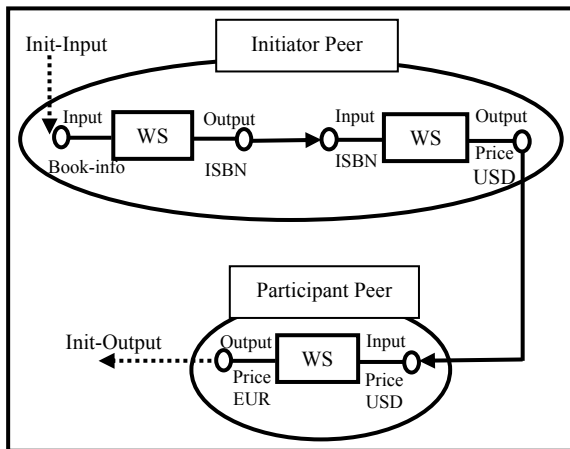 Initiator Peer
Init-Input
Input
WS
Output
Input
WS
Output
Book-info
ISBN
ISBN
Price
USD
Participant Peer
Init-Output
Output
WS
Input
Price
EUR
Price
USD